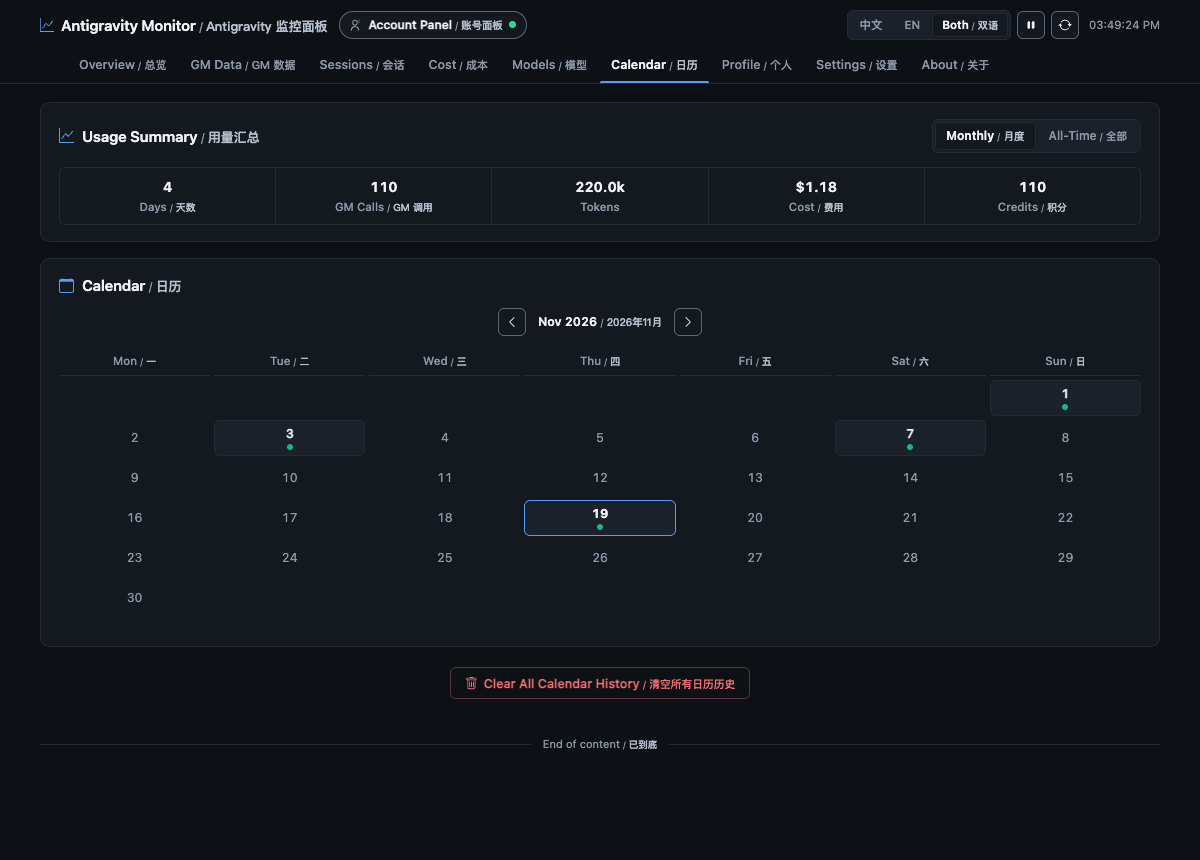 Antigravity Monitor / Antigravity 监控面板
Account Panel / 账号面板
中文 EN Both / 双语
03:49:24 PM
Overview / 总览 GM Data / GM 数据 Sessions / 会话 Cost / 成本 Models / 模型 Calendar / 日历 Profile / 个人 Settings / 设置 About / 关于
Usage Summary / 用量汇总
Monthly / 月度 All-Time / 全部
4 110 220.0k $1.18 110
Days / 天数 GM Calls / GM 调用 Tokens Cost / 费用 Credits / 积分
Calendar / 日历
Nov 2026 / 2026年11月
Mon / 一 Tue / 二 Wed / 三 Thu / 四 Fri / 五 Sat / 六 Sun / 日
1
2 3 4 5 6 7 8
9 10 11 12 13 14 15
16 17 18 19 20 21 22
23 24 25 26 27 28 29
30
Clear All Calendar History / 清空所有日历历史
End of content / 已到底